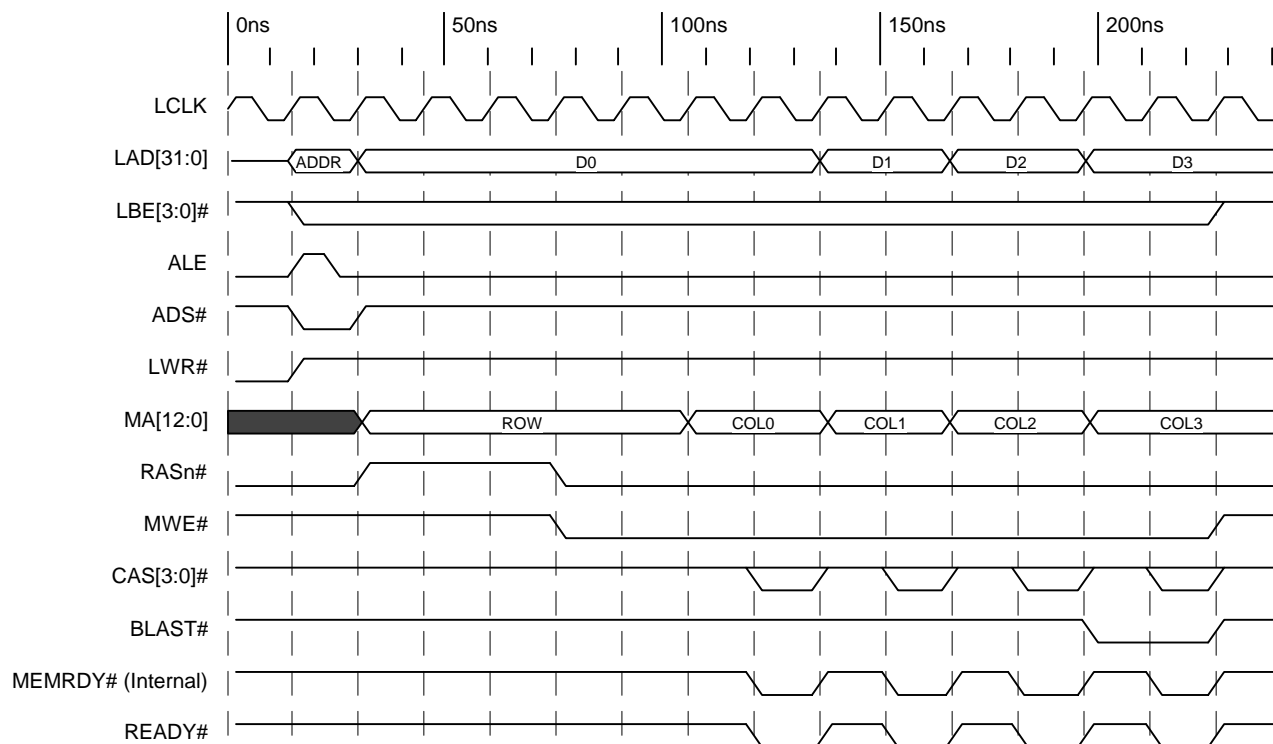 0ns 50ns 100ns 150ns 200ns
LCLK
LAD[31:0] ADDR D0 D1 D2 D3
LBE[3:0]#
ALE
ADS#
LWR#
MA[12:0] ROW COL0 COL1 COL2 COL3
RASn#
MWE#
CAS[3:0]#
BLAST#
MEMRDY# (Internal)
READY#